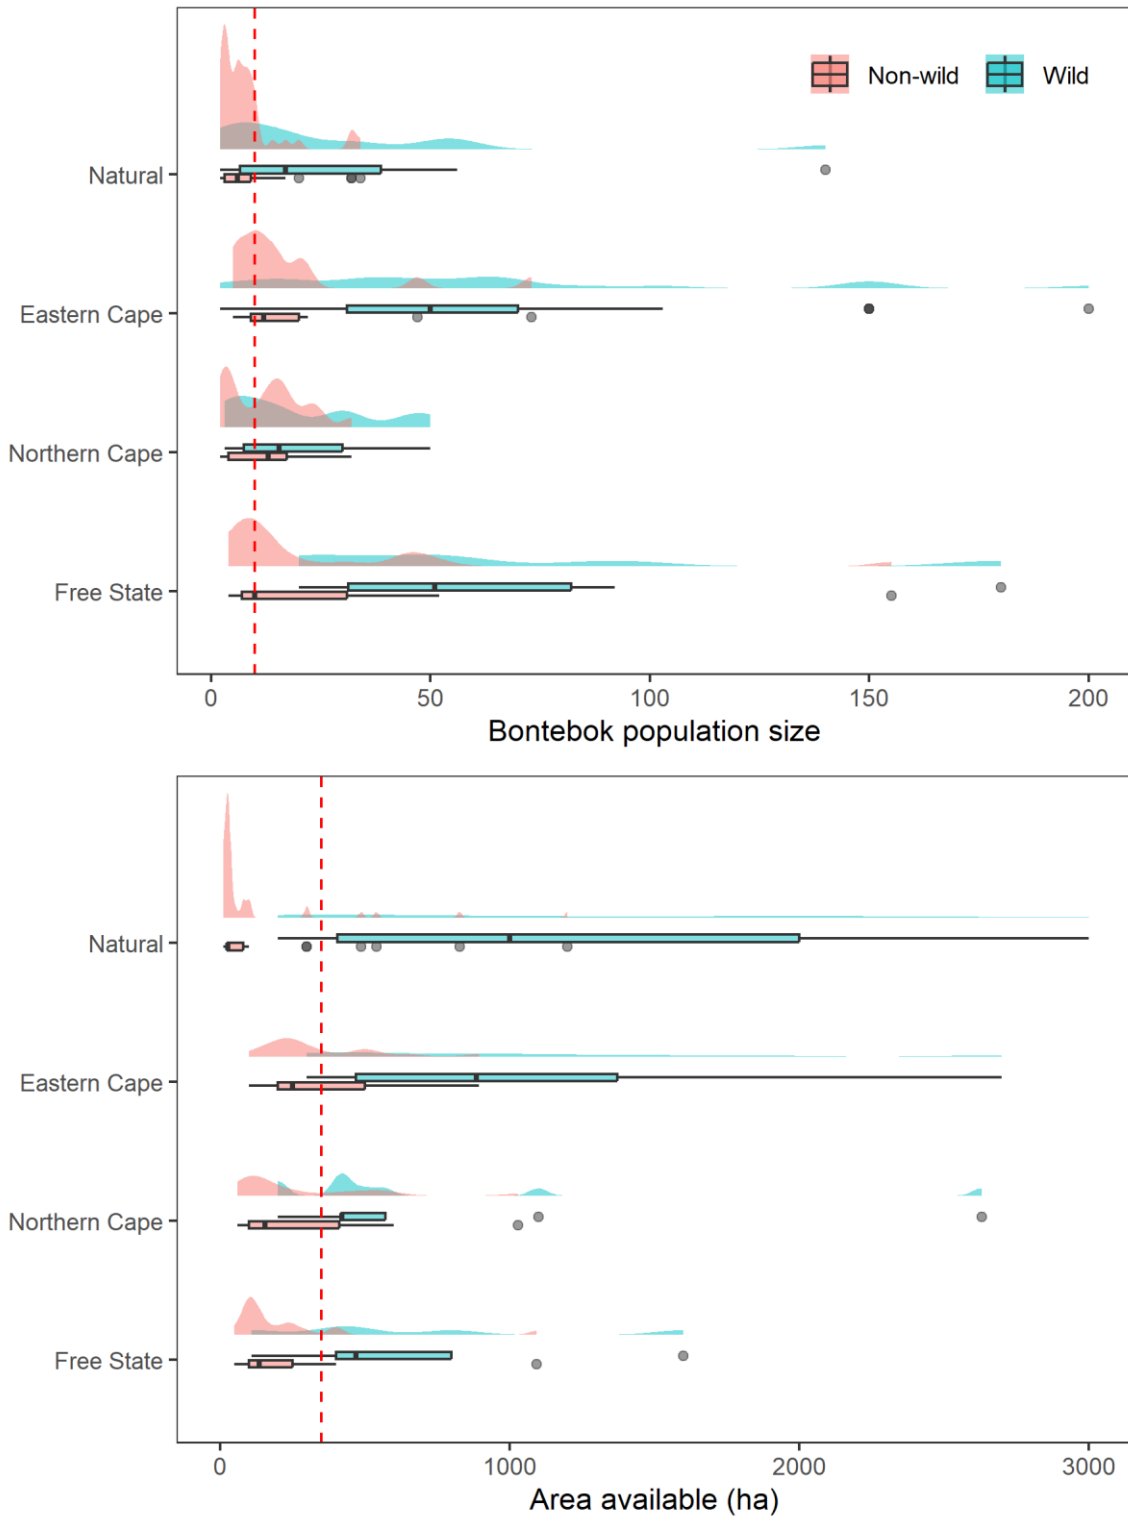 Non-wild Wild
Natural
Eastern Cape
Northern Cape
Free State
0 50 100 150 200
Bontebok population size
Natural
Eastern Cape
Northern Cape
Free State
0 1000 2000 3000
Area available (ha)